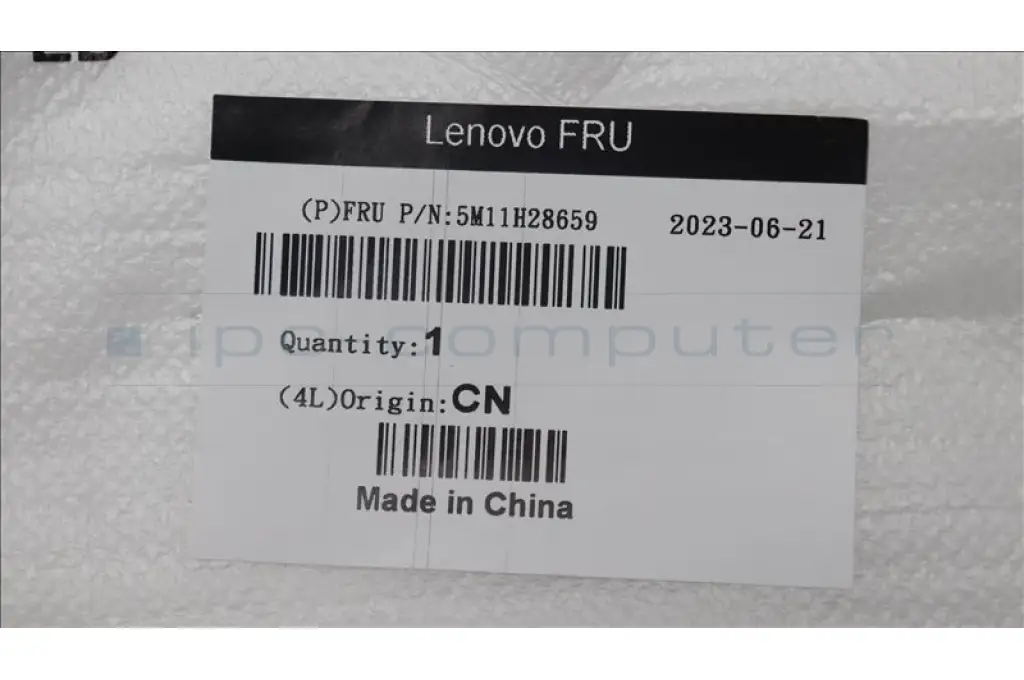 Lenovo FRU
(P)FRU P/N:5M11H28659 2023-06-21
Quantity:1
ipc computer
(4L)Origin:CN
Made in China